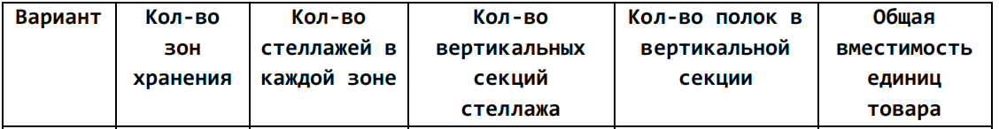 Вариант
Кол-во
зон
хранения
Кол-во
стеллажей в
каждой зоне
Кол-во
вертикальных
секций
стеллажа
Кол-во полок в
вертикальной
секции
Общая
вместимость
единиц
товара